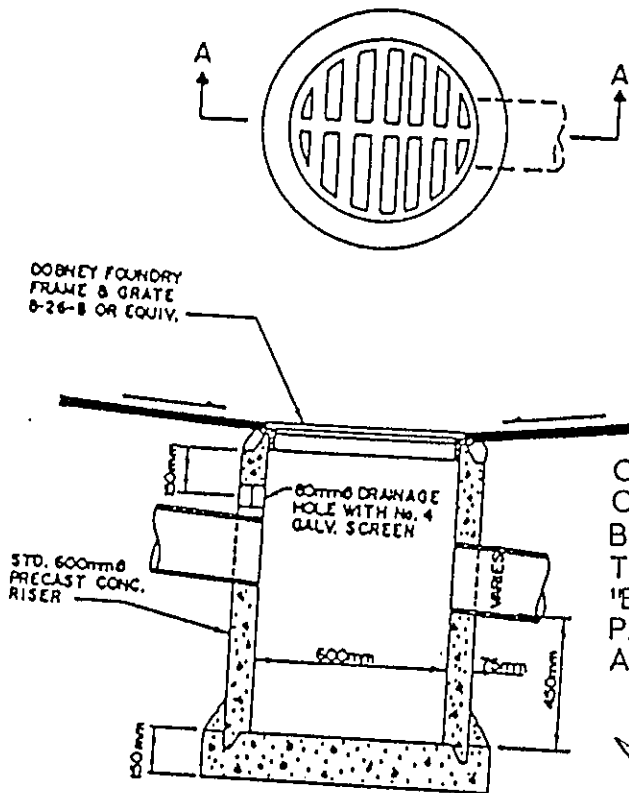 A
A
DOBNEY FOUNDRY
FRAME & GRATE
B-26-B OR EQUIV.
150mm
80mmø DRAINAGE
HOLE WITH No. 4
GALV. SCREEN
STD. 600mmø
PRECAST CONC.
RISER
VARIES
600mm
75mm
450mm
150mm
C
C
B
T
"B
P
A